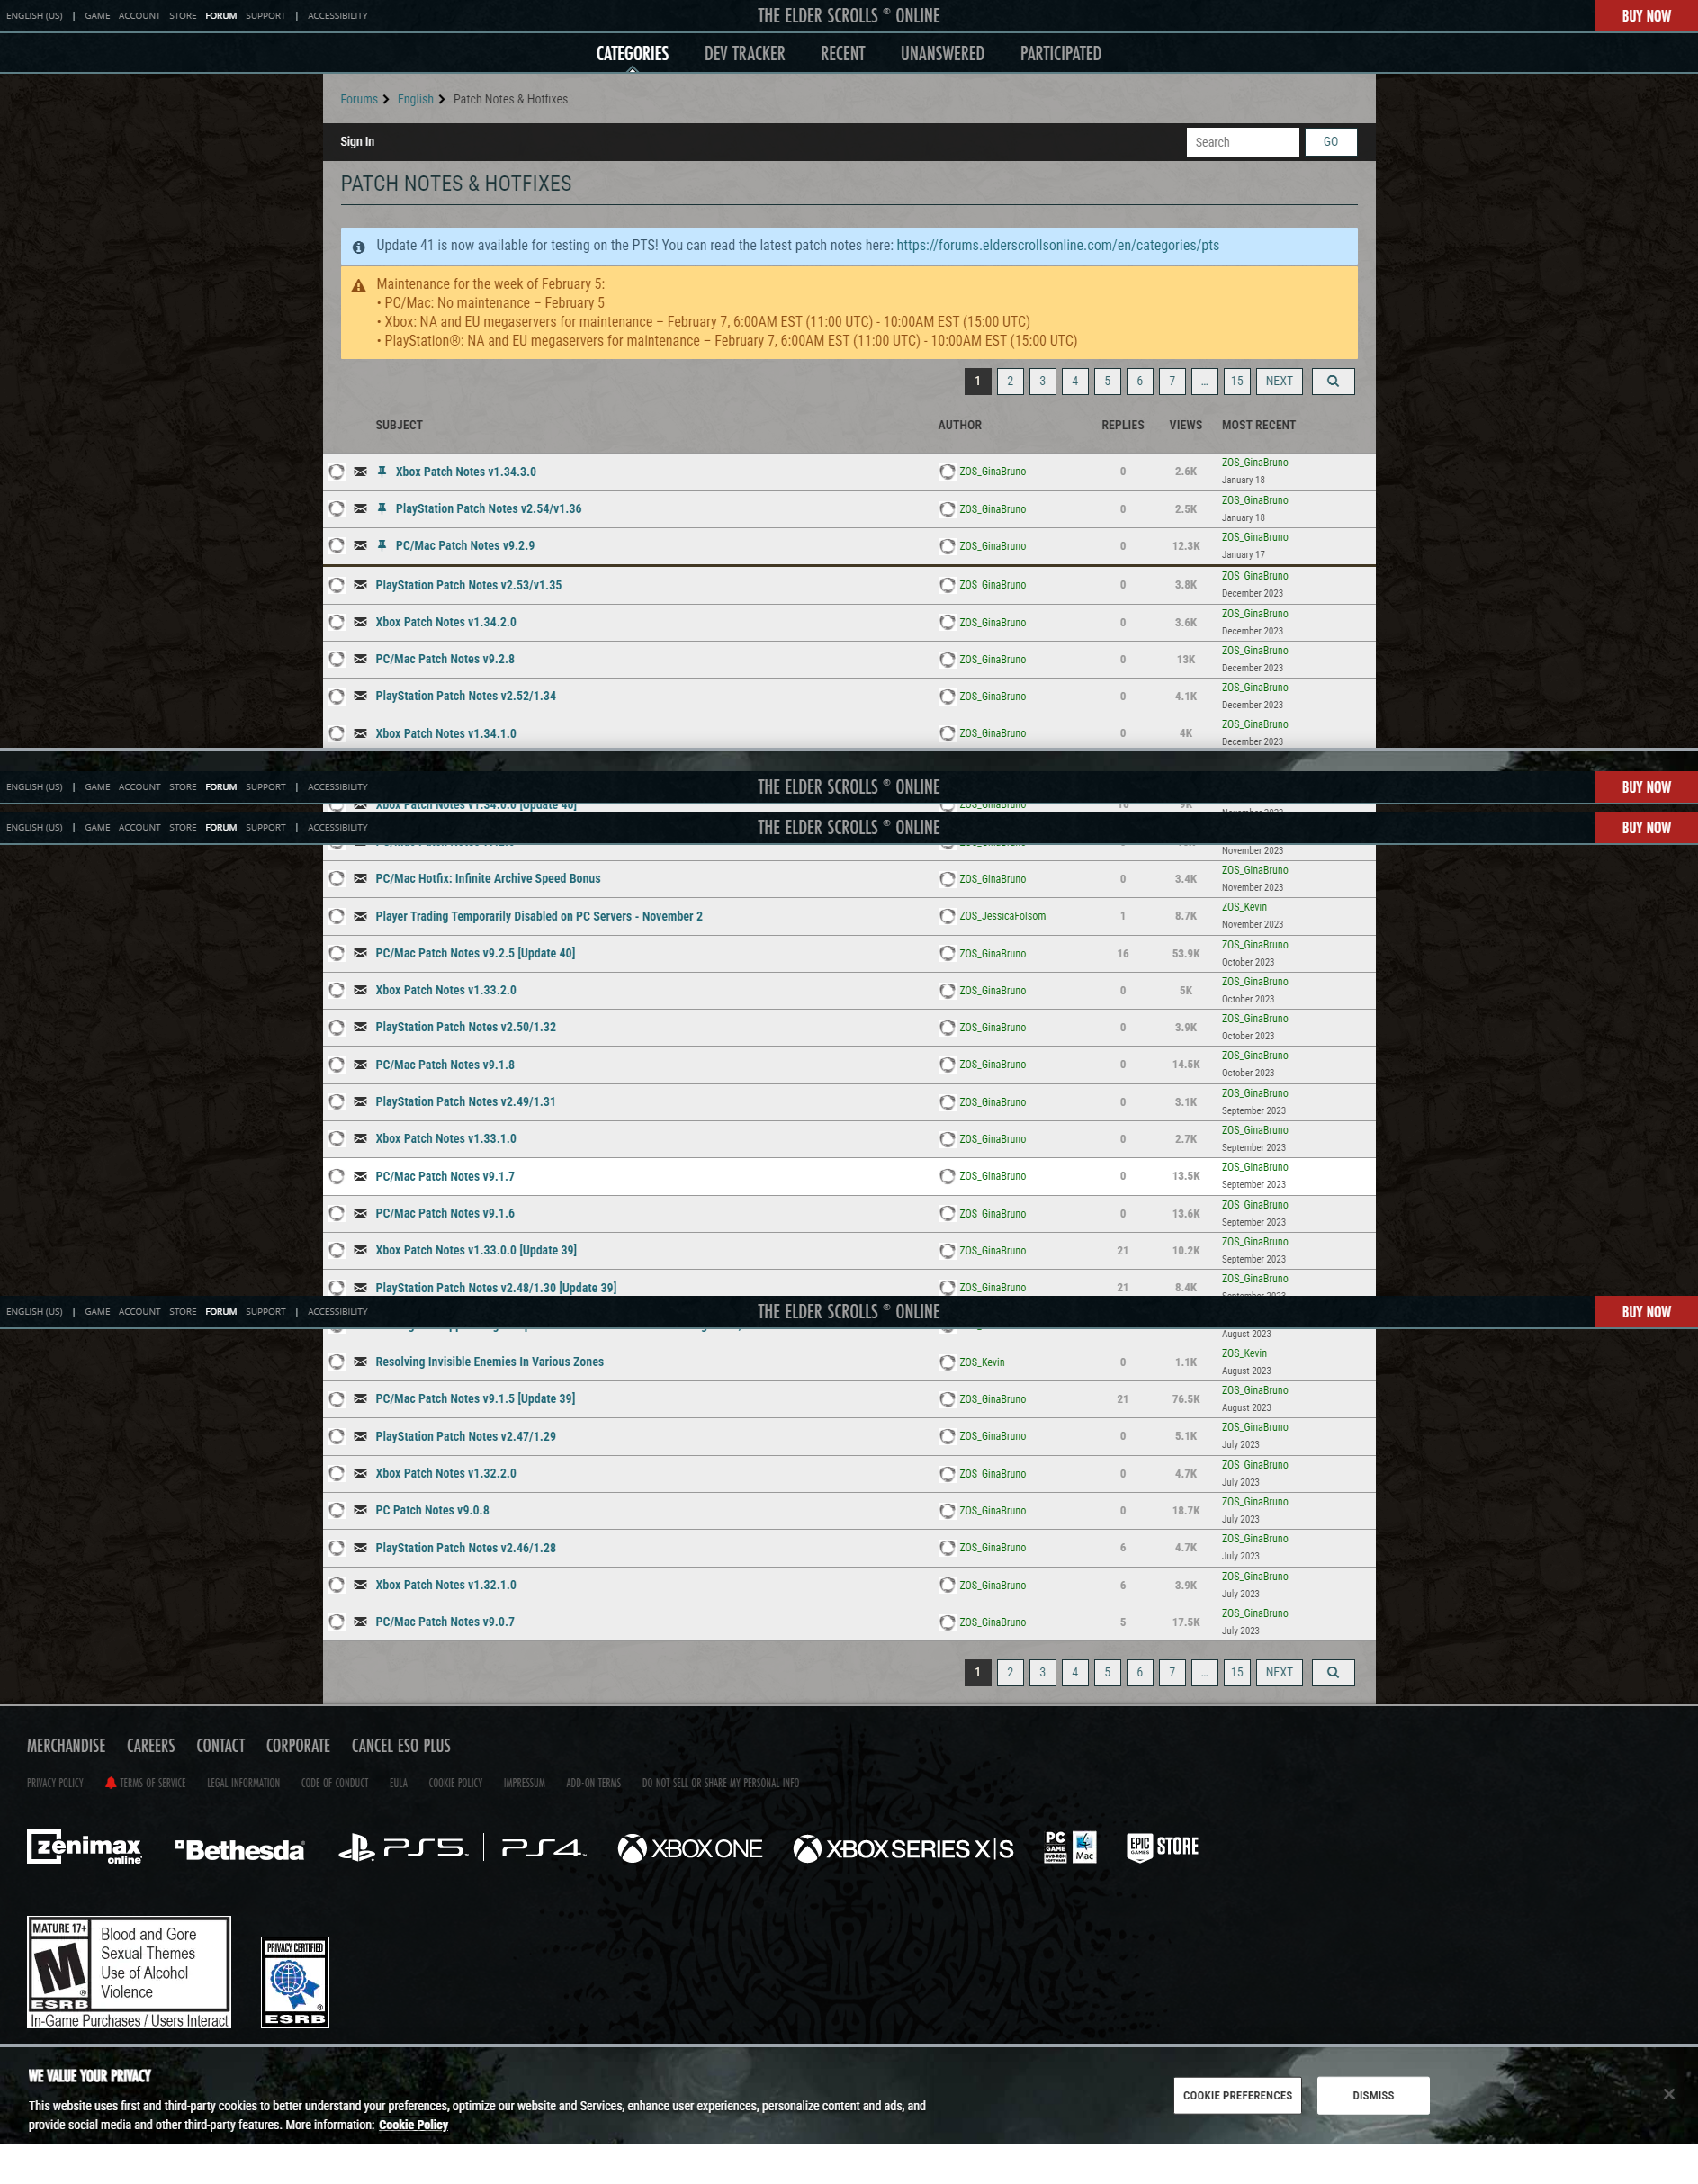 ENGLISH (US) | GAME ACCOUNT STORE FORUM SUPPORT | ACCESSIBILITY THE ELDER SCROLLS ® ONLINE BUY NOW
CATEGORIES DEV TRACKER RECENT UNANSWERED PARTICIPATED
Forums English Patch Notes & Hotfixes
Sign In Search GO
PATCH NOTES & HOTFIXES
Update 41 is now available for testing on the PTS! You can read the latest patch notes here: https://forums.elderscrollsonline.com/en/categories/pts
Maintenance for the week of February 5:
• PC/Mac: No maintenance – February 5
• Xbox: NA and EU megaservers for maintenance – February 7, 6:00AM EST (11:00 UTC) - 10:00AM EST (15:00 UTC)
• PlayStation®: NA and EU megaservers for maintenance – February 7, 6:00AM EST (11:00 UTC) - 10:00AM EST (15:00 UTC)
1 2 3 4 5 6 7 … 15 NEXT
SUBJECT AUTHOR REPLIES VIEWS MOST RECENT
Xbox Patch Notes v1.34.3.0 ZOS_GinaBruno 0 2.6K ZOS_GinaBruno
January 18
PlayStation Patch Notes v2.54/v1.36 ZOS_GinaBruno 0 2.5K ZOS_GinaBruno
January 18
PC/Mac Patch Notes v9.2.9 ZOS_GinaBruno 0 12.3K ZOS_GinaBruno
January 17
PlayStation Patch Notes v2.53/v1.35 ZOS_GinaBruno 0 3.8K ZOS_GinaBruno
December 2023
Xbox Patch Notes v1.34.2.0 ZOS_GinaBruno 0 3.6K ZOS_GinaBruno
December 2023
PC/Mac Patch Notes v9.2.8 ZOS_GinaBruno 0 13K ZOS_GinaBruno
December 2023
PlayStation Patch Notes v2.52/1.34 ZOS_GinaBruno 0 4.1K ZOS_GinaBruno
December 2023
Xbox Patch Notes v1.34.1.0 ZOS_GinaBruno 0 4K ZOS_GinaBruno
December 2023
ENGLISH (US) | GAME ACCOUNT STORE FORUM SUPPORT | ACCESSIBILITY THE ELDER SCROLLS ® ONLINE BUY NOW
Xbox Patch Notes v1.34.0.0 [Update 40] ZOS_GinaBruno
ENGLISH (US) | GAME ACCOUNT STORE FORUM SUPPORT | ACCESSIBILITY THE ELDER SCROLLS ® ONLINE BUY NOW
November 2023
PC/Mac Hotfix: Infinite Archive Speed Bonus ZOS_GinaBruno 0 3.4K ZOS_GinaBruno
November 2023
Player Trading Temporarily Disabled on PC Servers - November 2 ZOS_JessicaFolsom 1 8.7K ZOS_Kevin
November 2023
PC/Mac Patch Notes v9.2.5 [Update 40] ZOS_GinaBruno 16 53.9K ZOS_GinaBruno
October 2023
Xbox Patch Notes v1.33.2.0 ZOS_GinaBruno 0 5K ZOS_GinaBruno
October 2023
PlayStation Patch Notes v2.50/1.32 ZOS_GinaBruno 0 3.9K ZOS_GinaBruno
October 2023
PC/Mac Patch Notes v9.1.8 ZOS_GinaBruno 0 14.5K ZOS_GinaBruno
October 2023
PlayStation Patch Notes v2.49/1.31 ZOS_GinaBruno 0 3.1K ZOS_GinaBruno
September 2023
Xbox Patch Notes v1.33.1.0 ZOS_GinaBruno 0 2.7K ZOS_GinaBruno
September 2023
PC/Mac Patch Notes v9.1.7 ZOS_GinaBruno 0 13.5K ZOS_GinaBruno
September 2023
PC/Mac Patch Notes v9.1.6 ZOS_GinaBruno 0 13.6K ZOS_GinaBruno
September 2023
Xbox Patch Notes v1.33.0.0 [Update 39] ZOS_GinaBruno 21 10.2K ZOS_GinaBruno
September 2023
PlayStation Patch Notes v2.48/1.30 [Update 39] ZOS_GinaBruno 21 8.4K ZOS_GinaBruno
ENGLISH (US) | GAME ACCOUNT STORE FORUM SUPPORT | ACCESSIBILITY THE ELDER SCROLLS ® ONLINE BUY NOW
August 2023
Resolving Invisible Enemies In Various Zones ZOS_Kevin 0 1.1K ZOS_Kevin
August 2023
PC/Mac Patch Notes v9.1.5 [Update 39] ZOS_GinaBruno 21 76.5K ZOS_GinaBruno
August 2023
PlayStation Patch Notes v2.47/1.29 ZOS_GinaBruno 0 5.1K ZOS_GinaBruno
July 2023
Xbox Patch Notes v1.32.2.0 ZOS_GinaBruno 0 4.7K ZOS_GinaBruno
July 2023
PC Patch Notes v9.0.8 ZOS_GinaBruno 0 18.7K ZOS_GinaBruno
July 2023
PlayStation Patch Notes v2.46/1.28 ZOS_GinaBruno 6 4.7K ZOS_GinaBruno
July 2023
Xbox Patch Notes v1.32.1.0 ZOS_GinaBruno 6 3.9K ZOS_GinaBruno
July 2023
PC/Mac Patch Notes v9.0.7 ZOS_GinaBruno 5 17.5K ZOS_GinaBruno
July 2023
1 2 3 4 5 6 7 … 15 NEXT
MERCHANDISE CAREERS CONTACT CORPORATE CANCEL ESO PLUS
PRIVACY POLICY TERMS OF SERVICE LEGAL INFORMATION CODE OF CONDUCT EULA COOKIE POLICY IMPRESSUM ADD-ON TERMS DO NOT SELL OR SHARE MY PERSONAL INFO
zenimax online Bethesda PS5 PS4 XBOX ONE XBOX SERIES X|S PC GAME DVD-ROM SOFTWARE Mac EPIC GAMES STORE
MATURE 17+ M ESRB
Blood and Gore
Sexual Themes
Use of Alcohol
Violence
In-Game Purchases / Users Interact
PRIVACY CERTIFIED
ESRB
WE VALUE YOUR PRIVACY
This website uses first and third-party cookies to better understand your preferences, optimize our website and Services, enhance user experiences, personalize content and ads, and
provide social media and other third-party features. More information: Cookie Policy
COOKIE PREFERENCES DISMISS